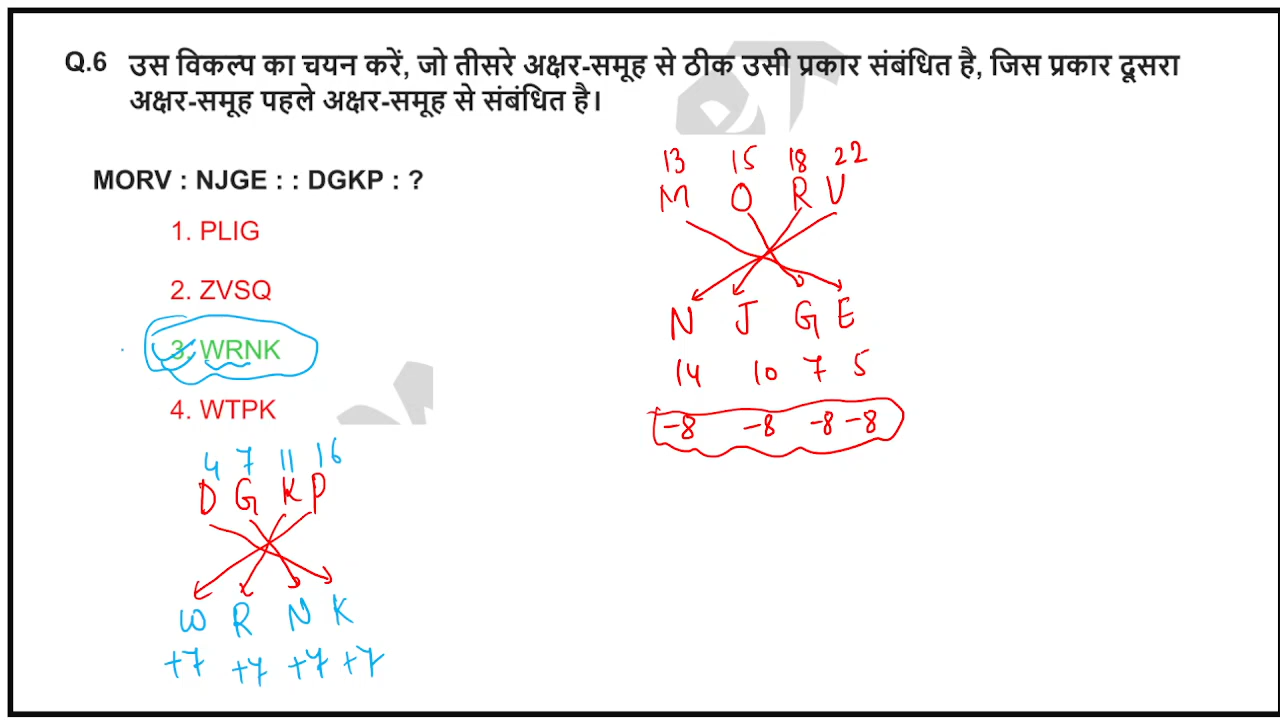 Q.6 उस विकल्प का चयन करें, जो तीसरे अक्षर-समूह से ठीक उसी प्रकार संबंधित है, जिस प्रकार दूसरा
अक्षर-समूह पहले अक्षर-समूह से संबंधित है।
MORV : NJGE : : DGKP : ?
1. PLIG
2. ZVSQ
3. WRNK
4. WTPK
13 15 18 22
M O R V
N J G E
14 10 7 5
-8 -8 -8 -8
4 7 11 16
D G K P
W R N K
+7 +7 +7 +7